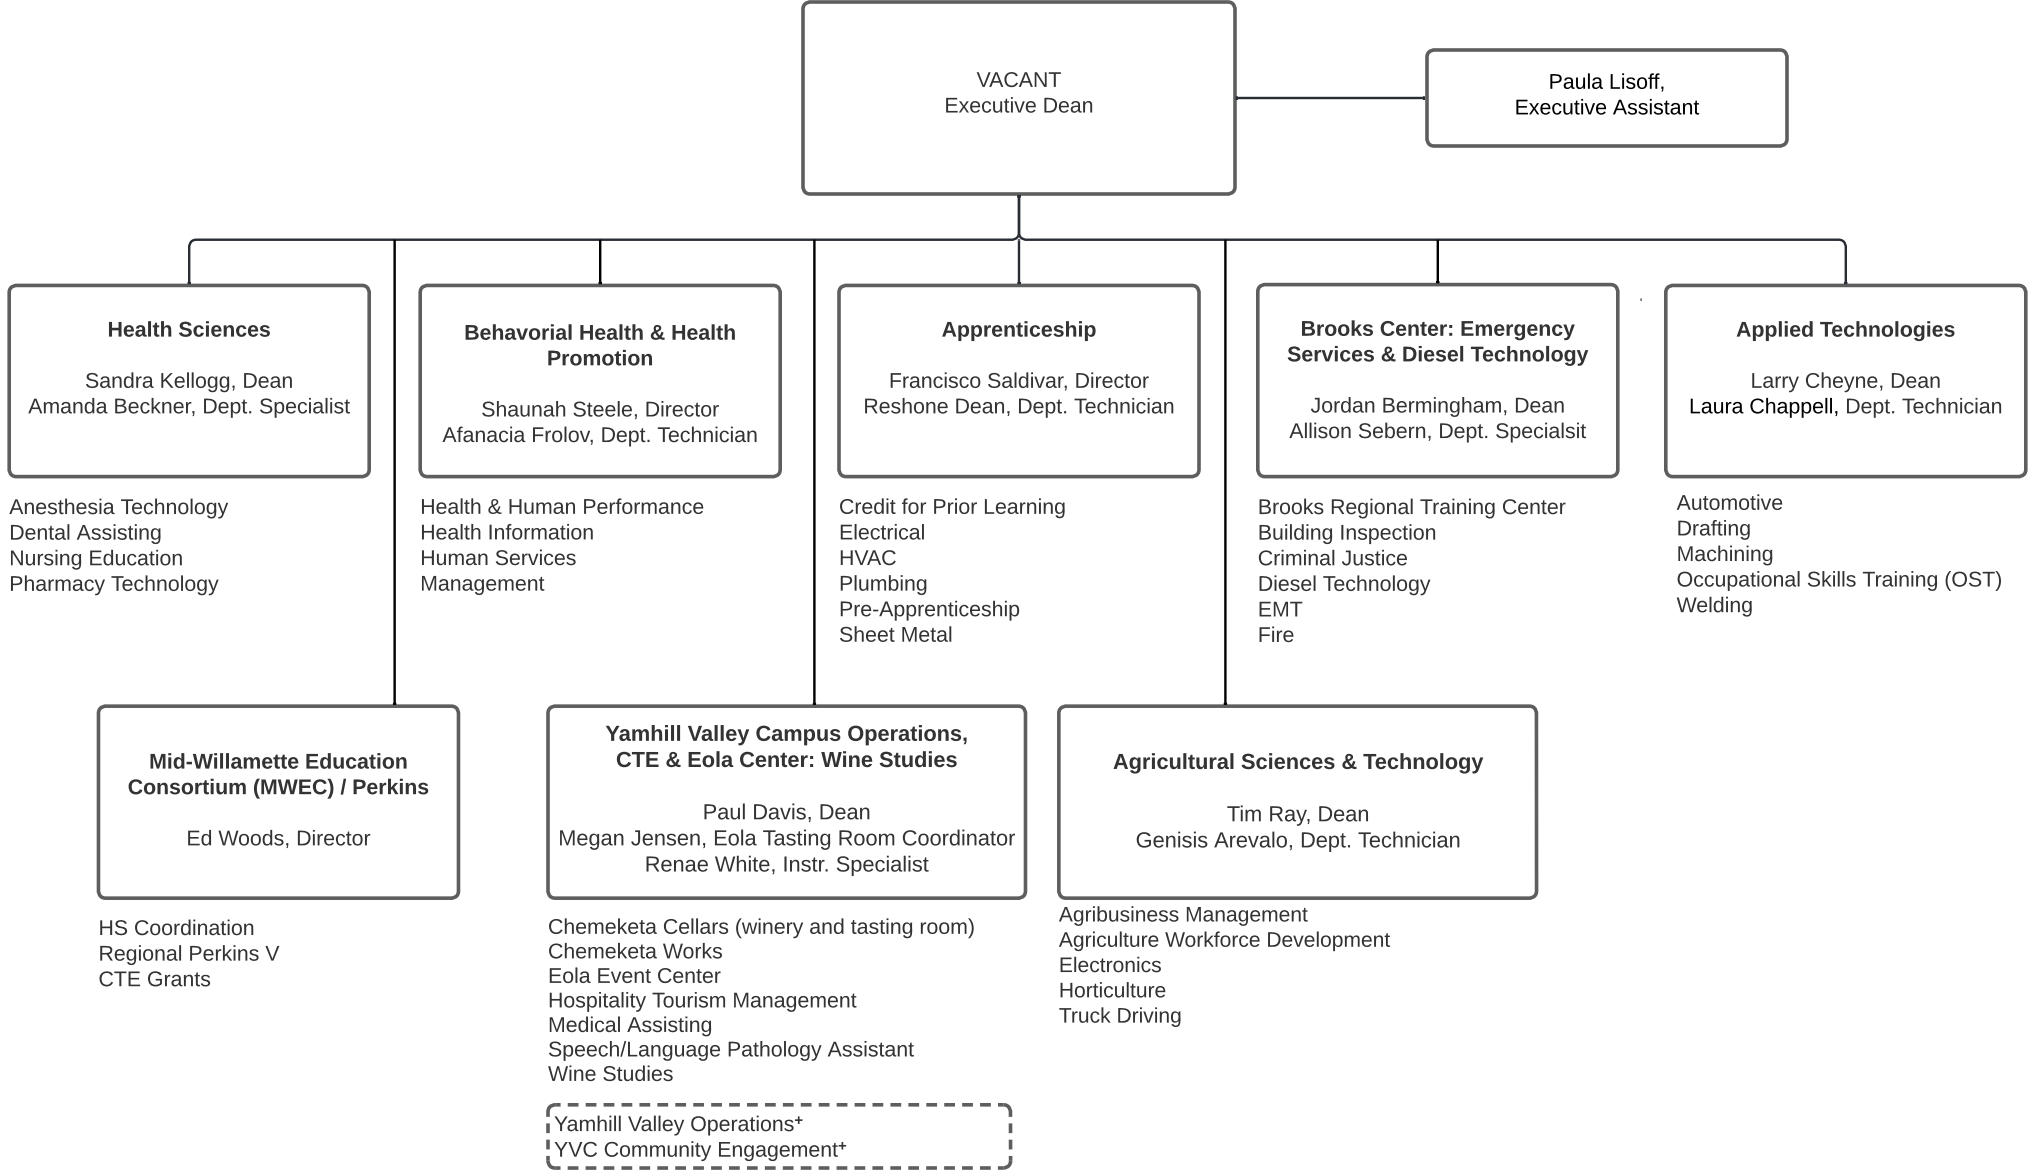 VACANT
Executive Dean
Paula Lisoff,
Executive Assistant
Health Sciences
Sandra Kellogg, Dean
Amanda Beckner, Dept. Specialist
Anesthesia Technology
Dental Assisting
Nursing Education
Pharmacy Technology
Behavorial Health & Health
Promotion
Shaunah Steele, Director
Afanacia Frolov, Dept. Technician
Health & Human Performance
Health Information
Human Services
Management
Apprenticeship
Francisco Saldivar, Director
Reshone Dean, Dept. Technician
Credit for Prior Learning
Electrical
HVAC
Plumbing
Pre-Apprenticeship
Sheet Metal
Brooks Center: Emergency
Services & Diesel Technology
Jordan Bermingham, Dean
Allison Sebern, Dept. Specialsit
Brooks Regional Training Center
Building Inspection
Criminal Justice
Diesel Technology
EMT
Fire
Applied Technologies
Larry Cheyne, Dean
Laura Chappell, Dept. Technician
Automotive
Drafting
Machining
Occupational Skills Training (OST)
Welding
Mid-Willamette Education
Consortium (MWEC) / Perkins
Ed Woods, Director
HS Coordination
Regional Perkins V
CTE Grants
Yamhill Valley Campus Operations,
CTE & Eola Center: Wine Studies
Paul Davis, Dean
Megan Jensen, Eola Tasting Room Coordinator
Renae White, Instr. Specialist
Chemeketa Cellars (winery and tasting room)
Chemeketa Works
Eola Event Center
Hospitality Tourism Management
Medical Assisting
Speech/Language Pathology Assistant
Wine Studies
Yamhill Valley Operations⁺
YVC Community Engagement⁺
Agricultural Sciences & Technology
Tim Ray, Dean
Genisis Arevalo, Dept. Technician
Agribusiness Management
Agriculture Workforce Development
Electronics
Horticulture
Truck Driving